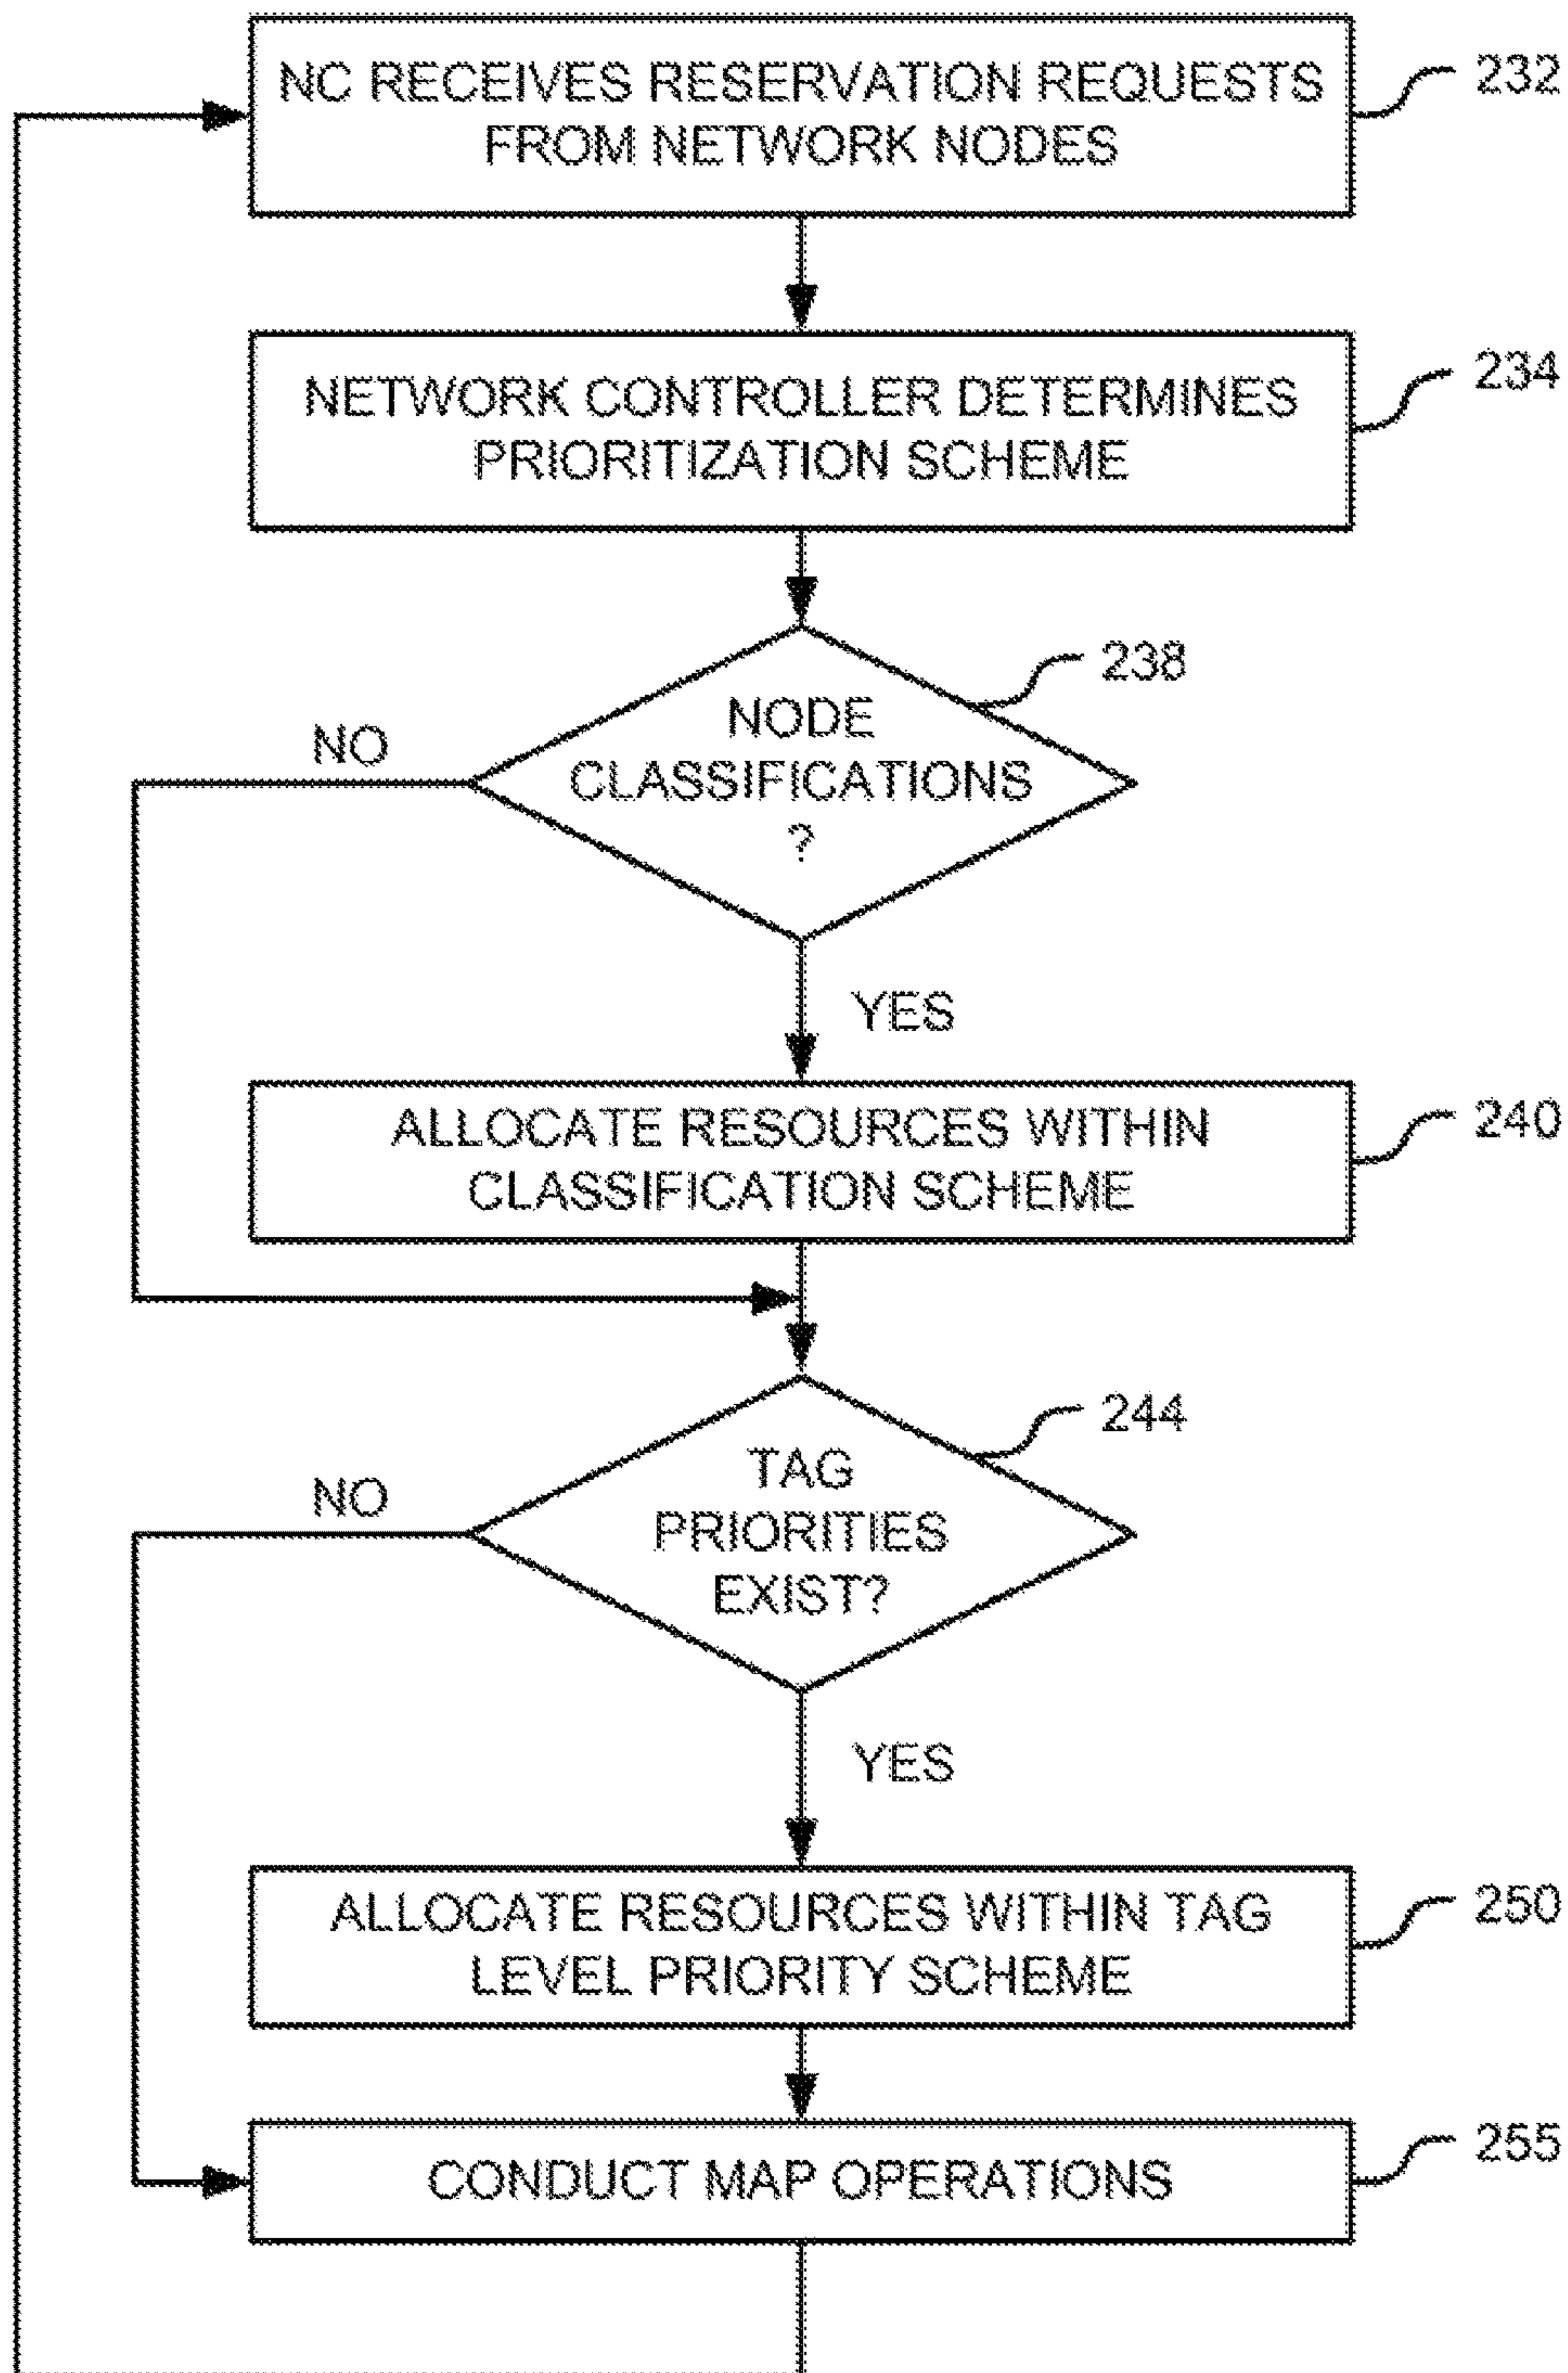 NC RECEIVES RESERVATION REQUESTS
FROM NETWORK NODES
232
NETWORK CONTROLLER DETERMINES
PRIORITIZATION SCHEME
234
238
NODE
CLASSIFICATIONS
?
NO
YES
ALLOCATE RESOURCES WITHIN
CLASSIFICATION SCHEME
240
244
TAG
PRIORITIES
EXIST?
NO
YES
ALLOCATE RESOURCES WITHIN TAG
LEVEL PRIORITY SCHEME
250
CONDUCT MAP OPERATIONS
255